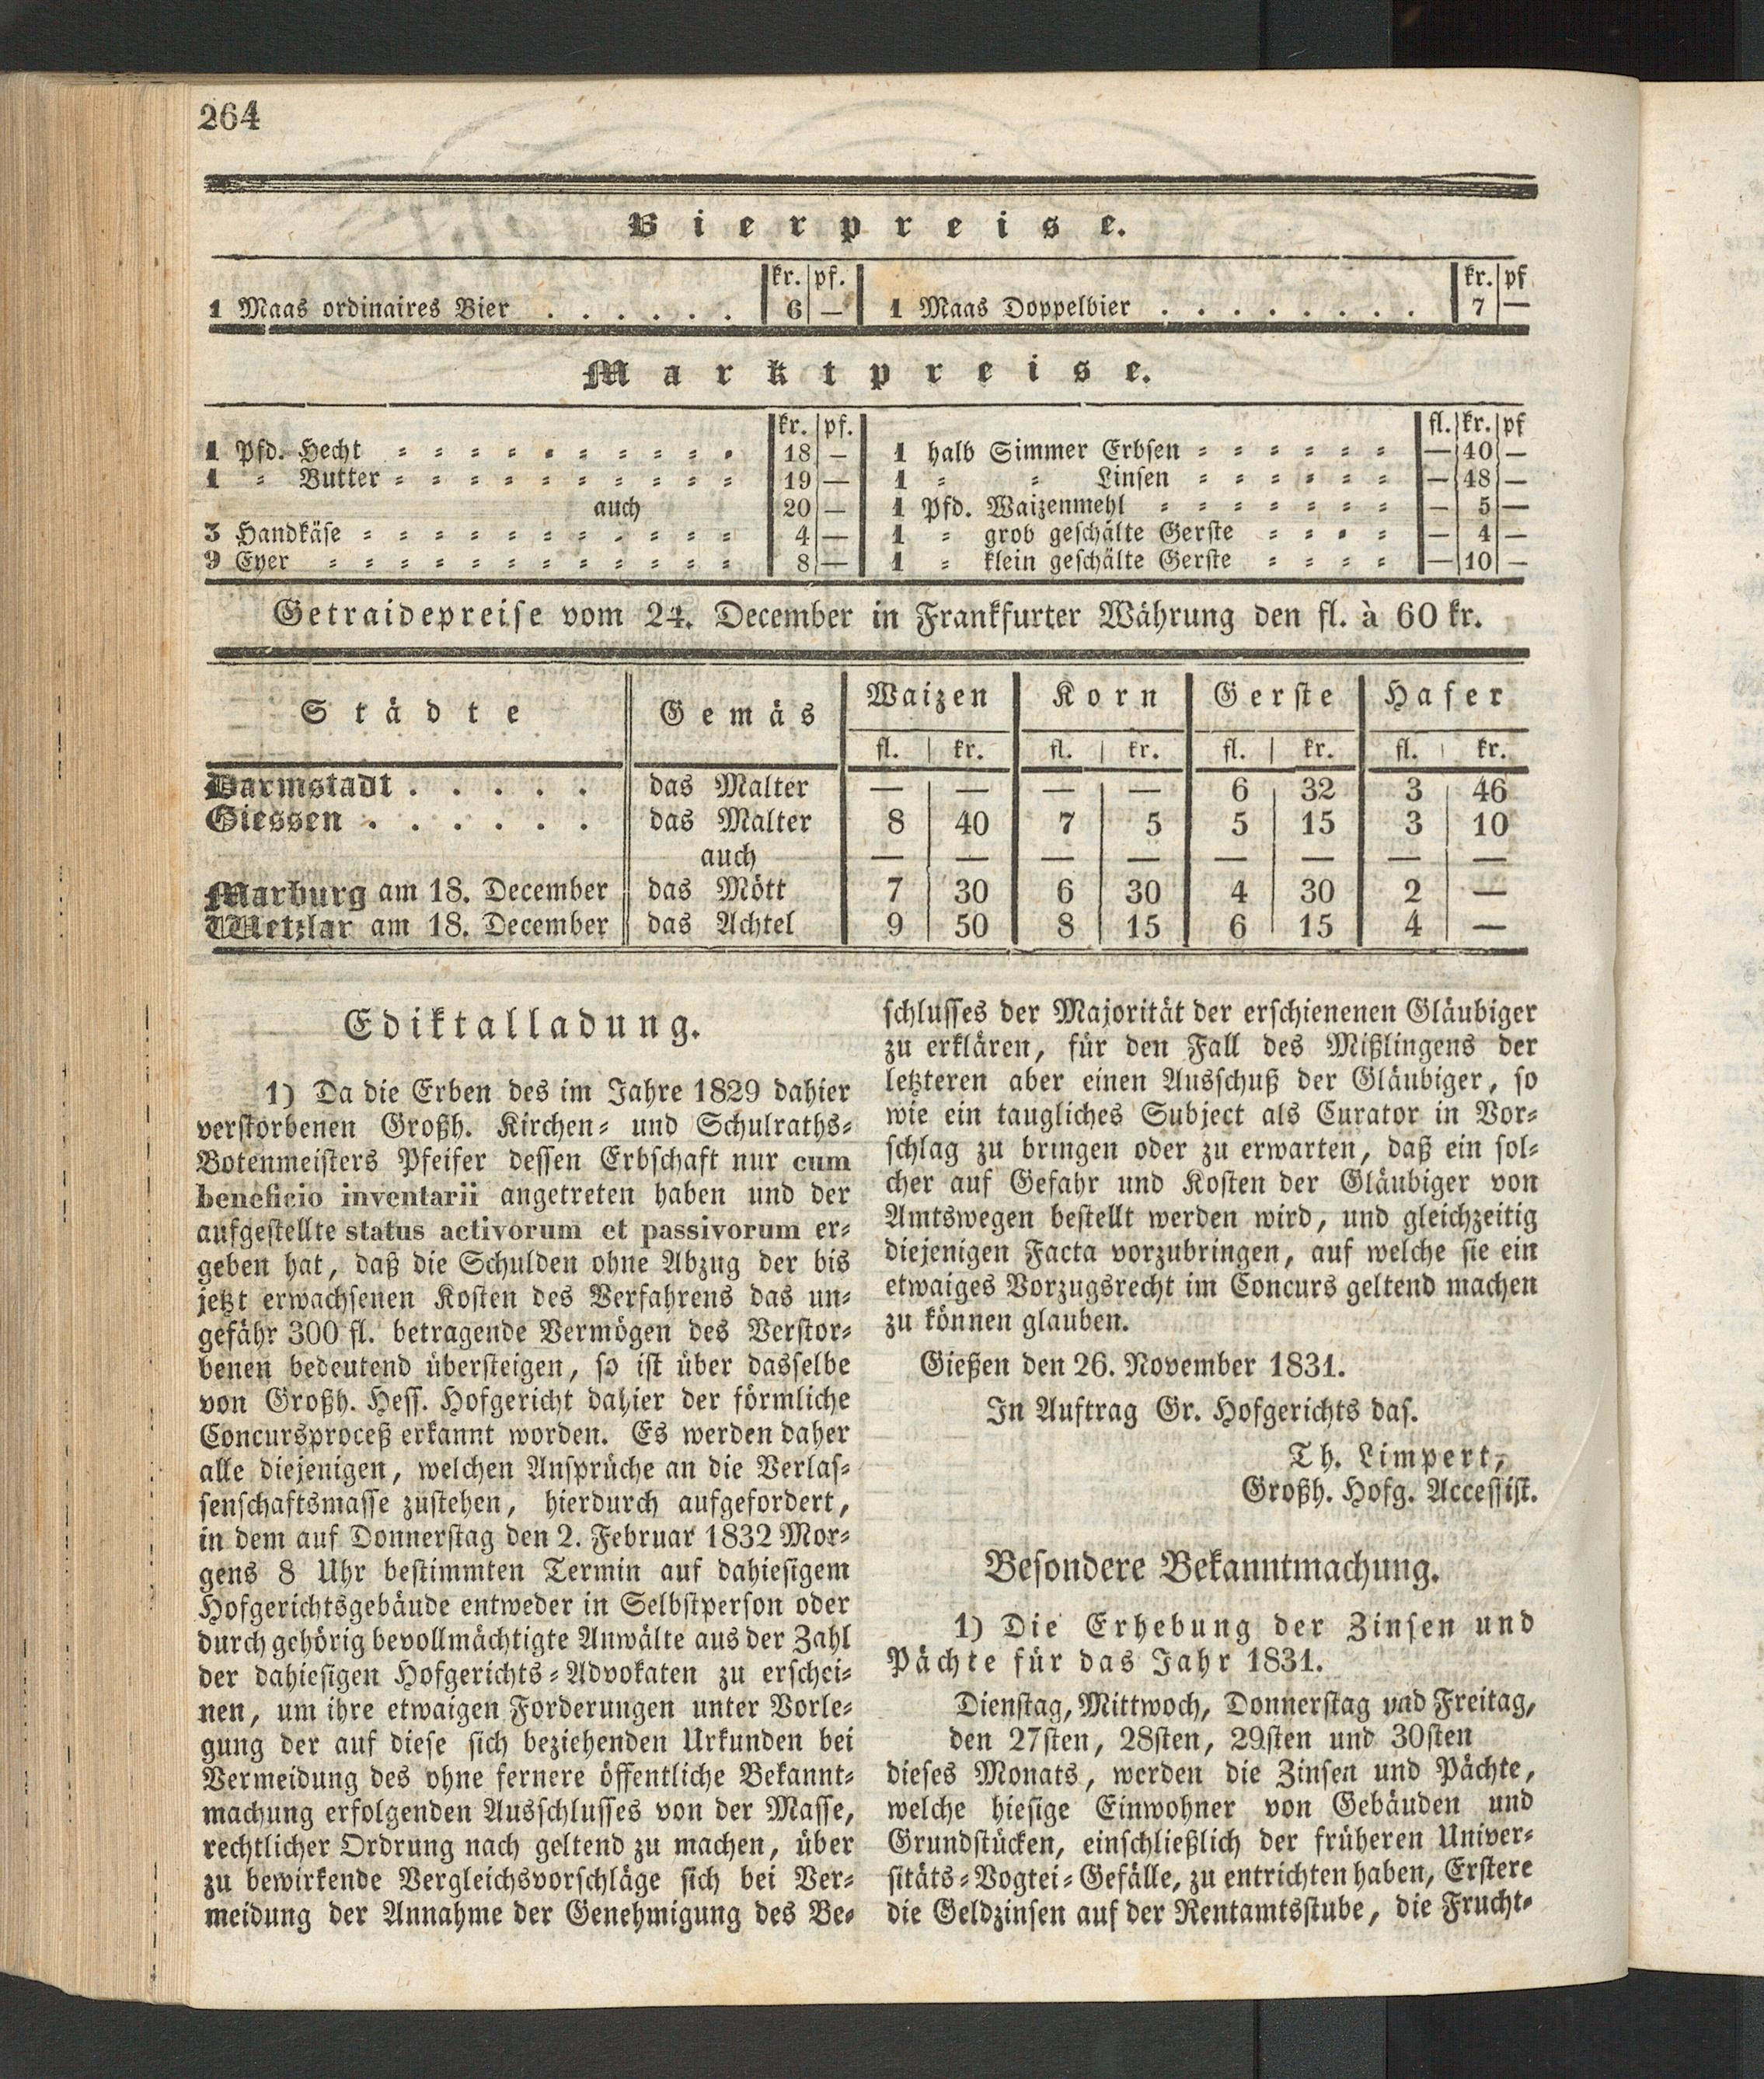 264
Bierpreise.
kr. pf. kr. pf
1 Maas ordinaires Bier . . . . . . 6 — 1 Maas Doppelbier . . . . . . . . 7 —
Marktpreise.
kr. pf. fl. kr. pf
1 Pfd. Hecht 18 — 1 halb Simmer Erbsen — 40 —
1 „ Butter 19 — 1 „ „ Linsen — 48 —
auch 20 — 1 Pfd. Waizenmehl — 5 —
3 Handkäse 4 — 1 „ grob geschälte Gerste — 4 —
9 Eyer 8 — 1 „ klein geschälte Gerste — 10 —
Getraidepreise vom 24. December in Frankfurter Währung den fl. à 60 kr.
Städte Gemäs Waizen Korn Gerste Hafer
fl. kr. fl. kr. fl. kr. fl. kr.
Darmstadt . . . . . das Malter — — — — 6 32 3 46
Giessen . . . . . . das Malter 8 40 7 5 5 15 3 10
auch — — — — — — — —
Marburg am 18. December das Mött 7 30 6 30 4 30 2 —
Wetzlar am 18. December das Achtel 9 50 8 15 6 15 4 —
Ediktalladung.
1) Da die Erben des im Jahre 1829 dahier
verstorbenen Großh. Kirchen- und Schulraths-
Botenmeisters Pfeifer dessen Erbschaft nur cum
beneficio inventarii angetreten haben und der
aufgestellte status activorum et passivorum er-
geben hat, daß die Schulden ohne Abzug der bis
jetzt erwachsenen Kosten des Verfahrens das un-
gefähr 300 fl. betragende Vermögen des Verstor-
benen bedeutend übersteigen, so ist über dasselbe
von Großh. Hess. Hofgericht dahier der förmliche
Concursproceß erkannt worden. Es werden daher
alle diejenigen, welchen Ansprüche an die Verlas-
senschaftsmasse zustehen, hierdurch aufgefordert,
in dem auf Donnerstag den 2. Februar 1832 Mor-
gens 8 Uhr bestimmten Termin auf dahiesigem
Hofgerichtsgebäude entweder in Selbstperson oder
durch gehörig bevollmächtigte Anwälte aus der Zahl
der dahiesigen Hofgerichts-Advokaten zu erschei-
nen, um ihre etwaigen Forderungen unter Vorle-
gung der auf diese sich beziehenden Urkunden bei
Vermeidung des ohne fernere öffentliche Bekannt-
machung erfolgenden Ausschlusses von der Masse,
rechtlicher Ordrung nach geltend zu machen, über
zu bewirkende Vergleichsvorschläge sich bei Ver-
meidung der Annahme der Genehmigung des Be-
schlusses der Majorität der erschienenen Gläubiger
zu erklären, für den Fall des Mißlingens der
letzteren aber einen Ausschuß der Gläubiger, so
wie ein taugliches Subject als Curator in Vor-
schlag zu bringen oder zu erwarten, daß ein sol-
cher auf Gefahr und Kosten der Gläubiger von
Amtswegen bestellt werden wird, und gleichzeitig
diejenigen Facta vorzubringen, auf welche sie ein
etwaiges Vorzugsrecht im Concurs geltend machen
zu können glauben.
Gießen den 26. November 1831.
In Auftrag Gr. Hofgerichts das.
Th. Limpert,
Großh. Hofg. Accessist.
Besondere Bekanntmachung.
1) Die Erhebung der Zinsen und
Pächte für das Jahr 1831.
Dienstag, Mittwoch, Donnerstag vnd Freitag,
den 27sten, 28sten, 29sten und 30sten
dieses Monats, werden die Zinsen und Pächte,
welche hiesige Einwohner von Gebäuden und
Grundstücken, einschließlich der früheren Univer-
sitäts-Vogtei-Gefälle, zu entrichten haben, Erstere
die Geldzinsen auf der Rentamtsstube, die Frucht-